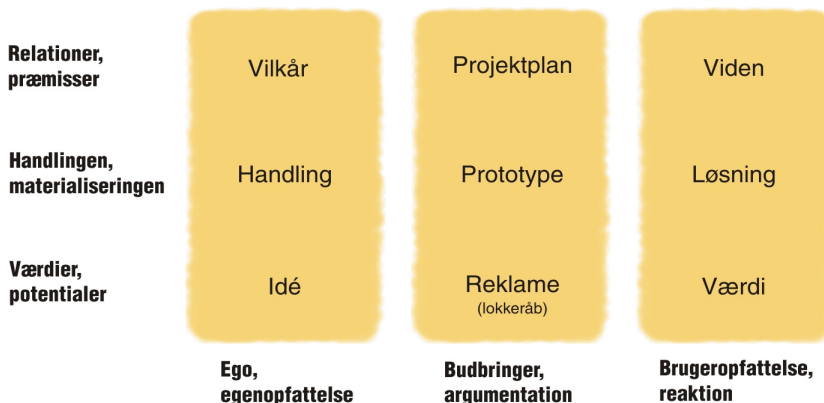 Relationer,
præmisser
Vilkår
Projektplan
Viden
Handlingen,
materialiseringen
Handling
Prototype
Løsning
Værdier,
potentialer
Idé
Reklame
(lokkeråb)
Værdi
Ego,
egenopfattelse
Budbringer,
argumentation
Brugeropfattelse,
reaktion